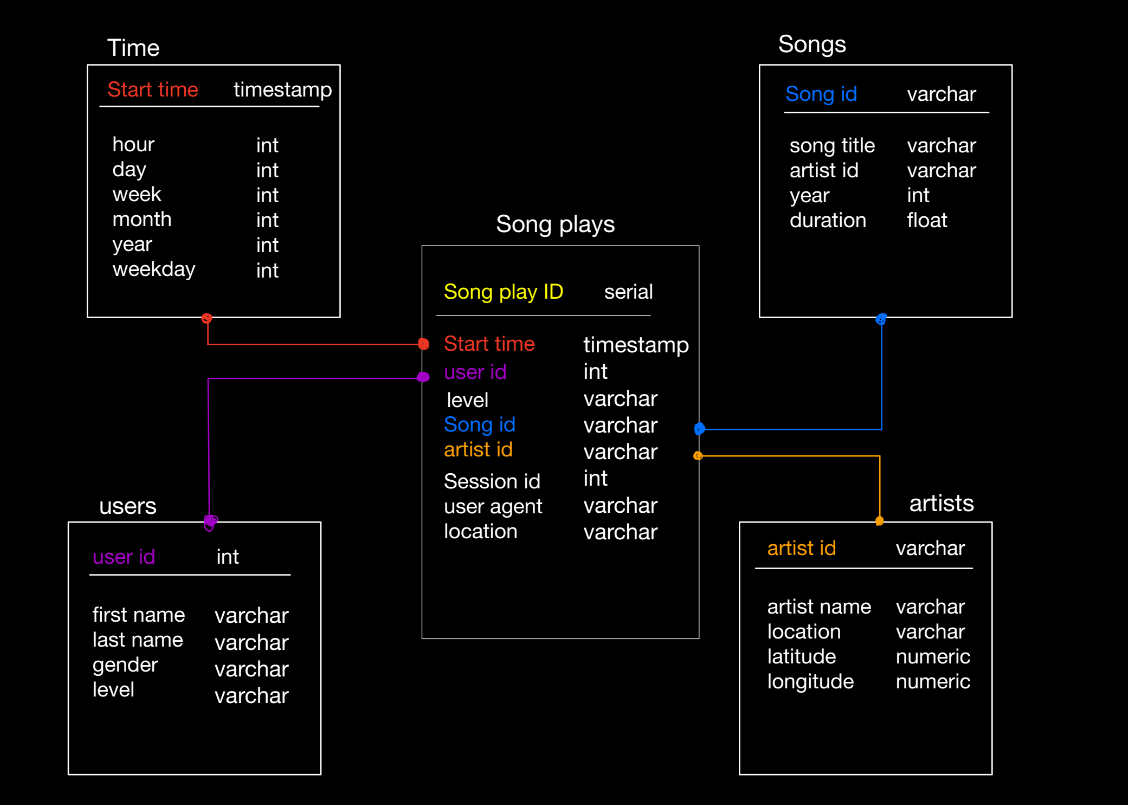 Time
Start time timestamp
hour int
day int
week int
month int
year int
weekday int
Songs
Song id varchar
song title varchar
artist id varchar
year int
duration float
Song plays
Song play ID serial
Start time timestamp
user id int
level varchar
Song id varchar
artist id varchar
Session id int
user agent varchar
location varchar
users
user id int
first name varchar
last name varchar
gender varchar
level varchar
artists
artist id varchar
artist name varchar
location varchar
latitude numeric
longitude numeric